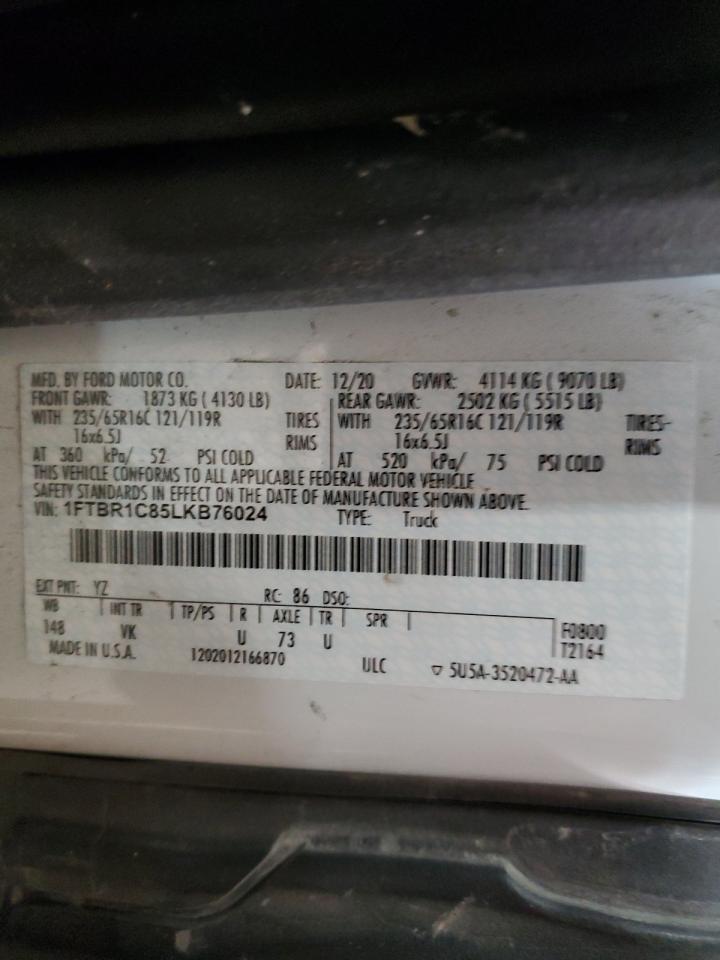 MFD. BY FORD MOTOR CO. DATE: 12/20 GVWR: 4114 KG ( 9070 LB)
FRONT GAWR: 1873 KG ( 4130 LB) REAR GAWR: 2502 KG ( 5515 LB)
WITH 235/65R16C 121/119R TIRES WITH 235/65R16C 121/119R TIRES-
16x6.5J RIMS 16x6.5J RIMS
AT 360 kPa/ 52 PSI COLD AT 520 kPa/ 75 PSI COLD
THIS VEHICLE CONFORMS TO ALL APPLICABLE FEDERAL MOTOR VEHICLE
SAFETY STANDARDS IN EFFECT ON THE DATE OF MANUFACTURE SHOWN ABOVE.
VIN: 1FTBR1C85LKB76024 TYPE: Truck
EXT PNT: YZ RC: 86 DSO:
WB INT TR TP/PS R AXLE TR SPR
148 VK U 73 U F0800
T2164
MADE IN U.S.A. 1202012166870 ULC ▽ 5U5A-3520472-AA